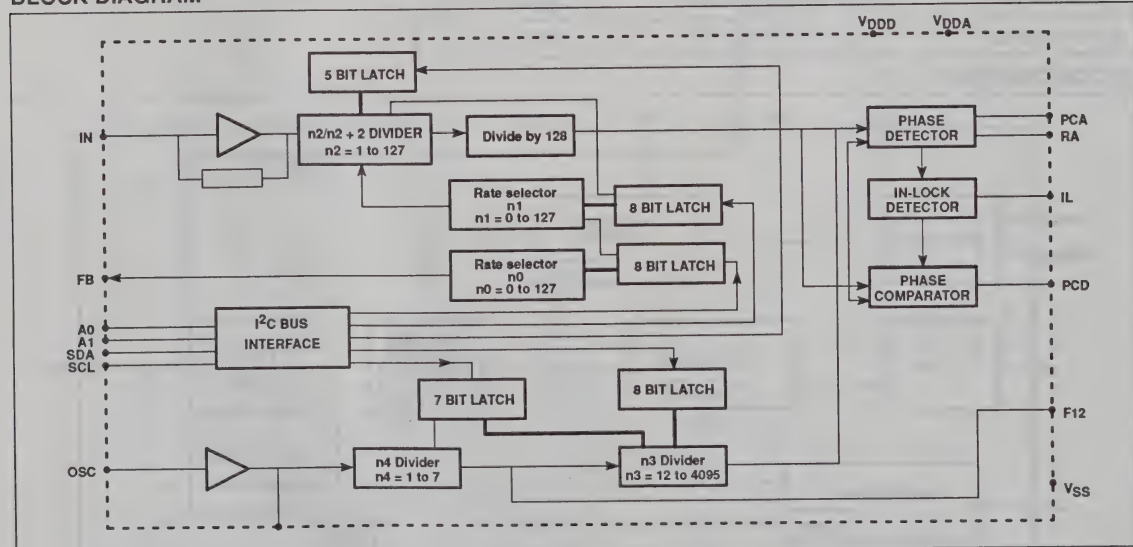 BLOCK DIAGRAM
VDDD
VDDA
5 BIT LATCH
IN
n2/n2 + 2 DIVIDER
n2 = 1 to 127
Divide by 128
PHASE
DETECTOR
PCA
RA
Rate selector
n1
n1 = 0 to 127
8 BIT LATCH
IN-LOCK
DETECTOR
IL
FB
Rate selector
n0
n0 = 0 to 127
8 BIT LATCH
PHASE
COMPARATOR
PCD
A0
A1
SDA
SCL
I2C BUS
INTERFACE
7 BIT LATCH
8 BIT LATCH
F12
OSC
n4 Divider
n4 = 1 to 7
n3 Divider
n3 = 12 to 4095
VSS